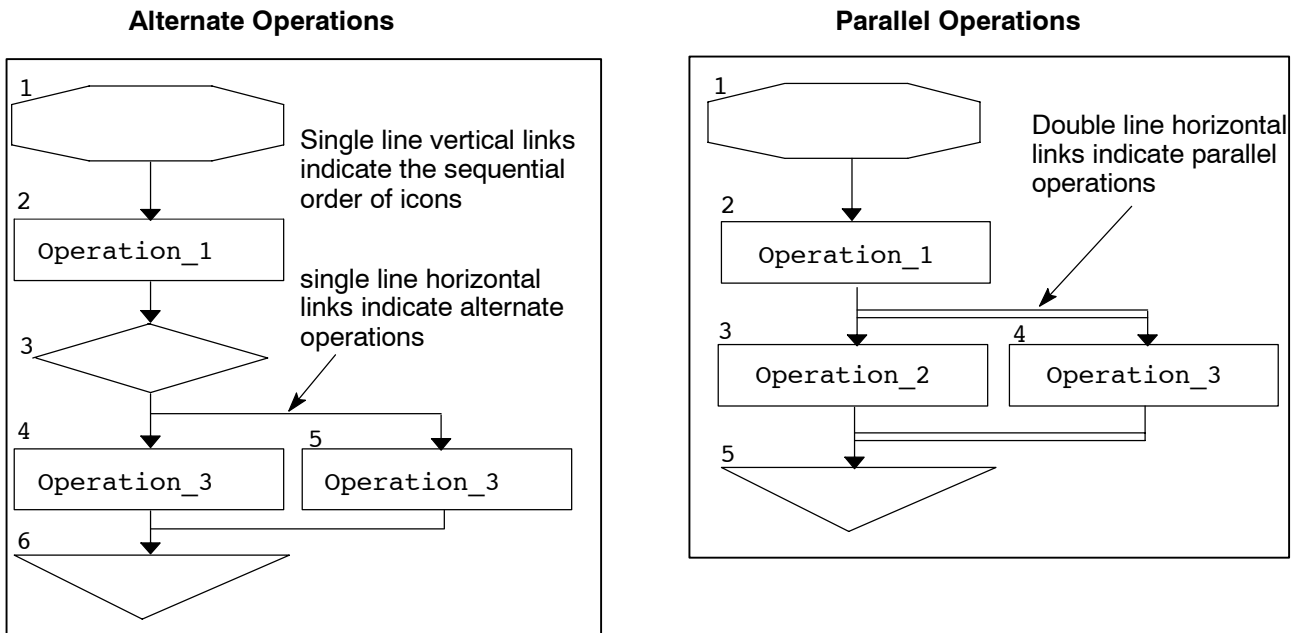 Alternate Operations
1
Single line vertical links
indicate the sequential
order of icons
2
Operation_1
single line horizontal
links indicate alternate
operations
3
4
Operation_3
5
Operation_3
6
Parallel Operations
1
Double line horizontal
links indicate parallel
operations
2
Operation_1
3
Operation_2
4
Operation_3
5